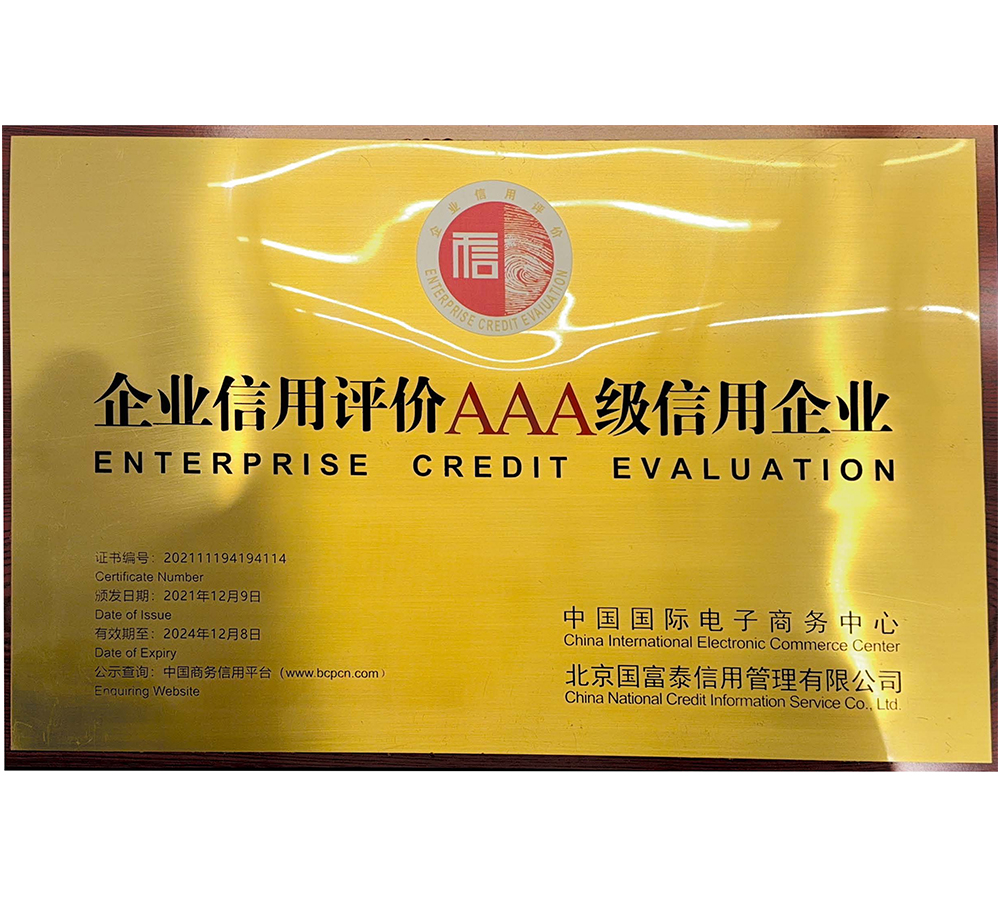 企业信用评价
信
ENTERPRISE CREDIT EVALUATION
企业信用评价AAA级信用企业
ENTERPRISE CREDIT EVALUATION
证书编号：202111194194114
Certificate Number
颁发日期：2021年12月9日
Date of Issue
有效期至：2024年12月8日
Date of Expiry
公示查询：中国商务信用平台（www.bcpcn.com）
Enquiring Website
中国国际电子商务中心
China International Electronic Commerce Center
北京国富泰信用管理有限公司
China National Credit Information Service Co., Ltd.